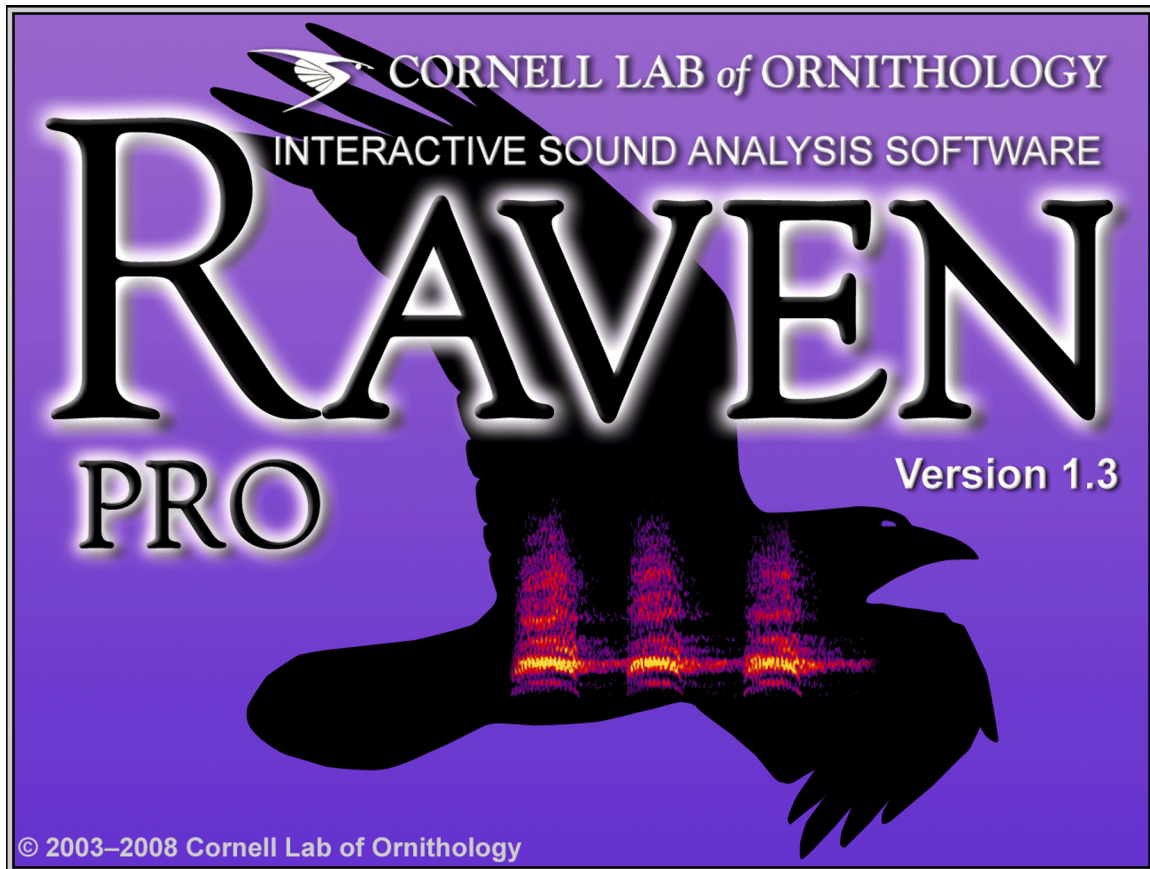 CORNELL LAB of ORNITHOLOGY
INTERACTIVE SOUND ANALYSIS SOFTWARE
RAVEN
PRO
Version 1.3
© 2003–2008 Cornell Lab of Ornithology